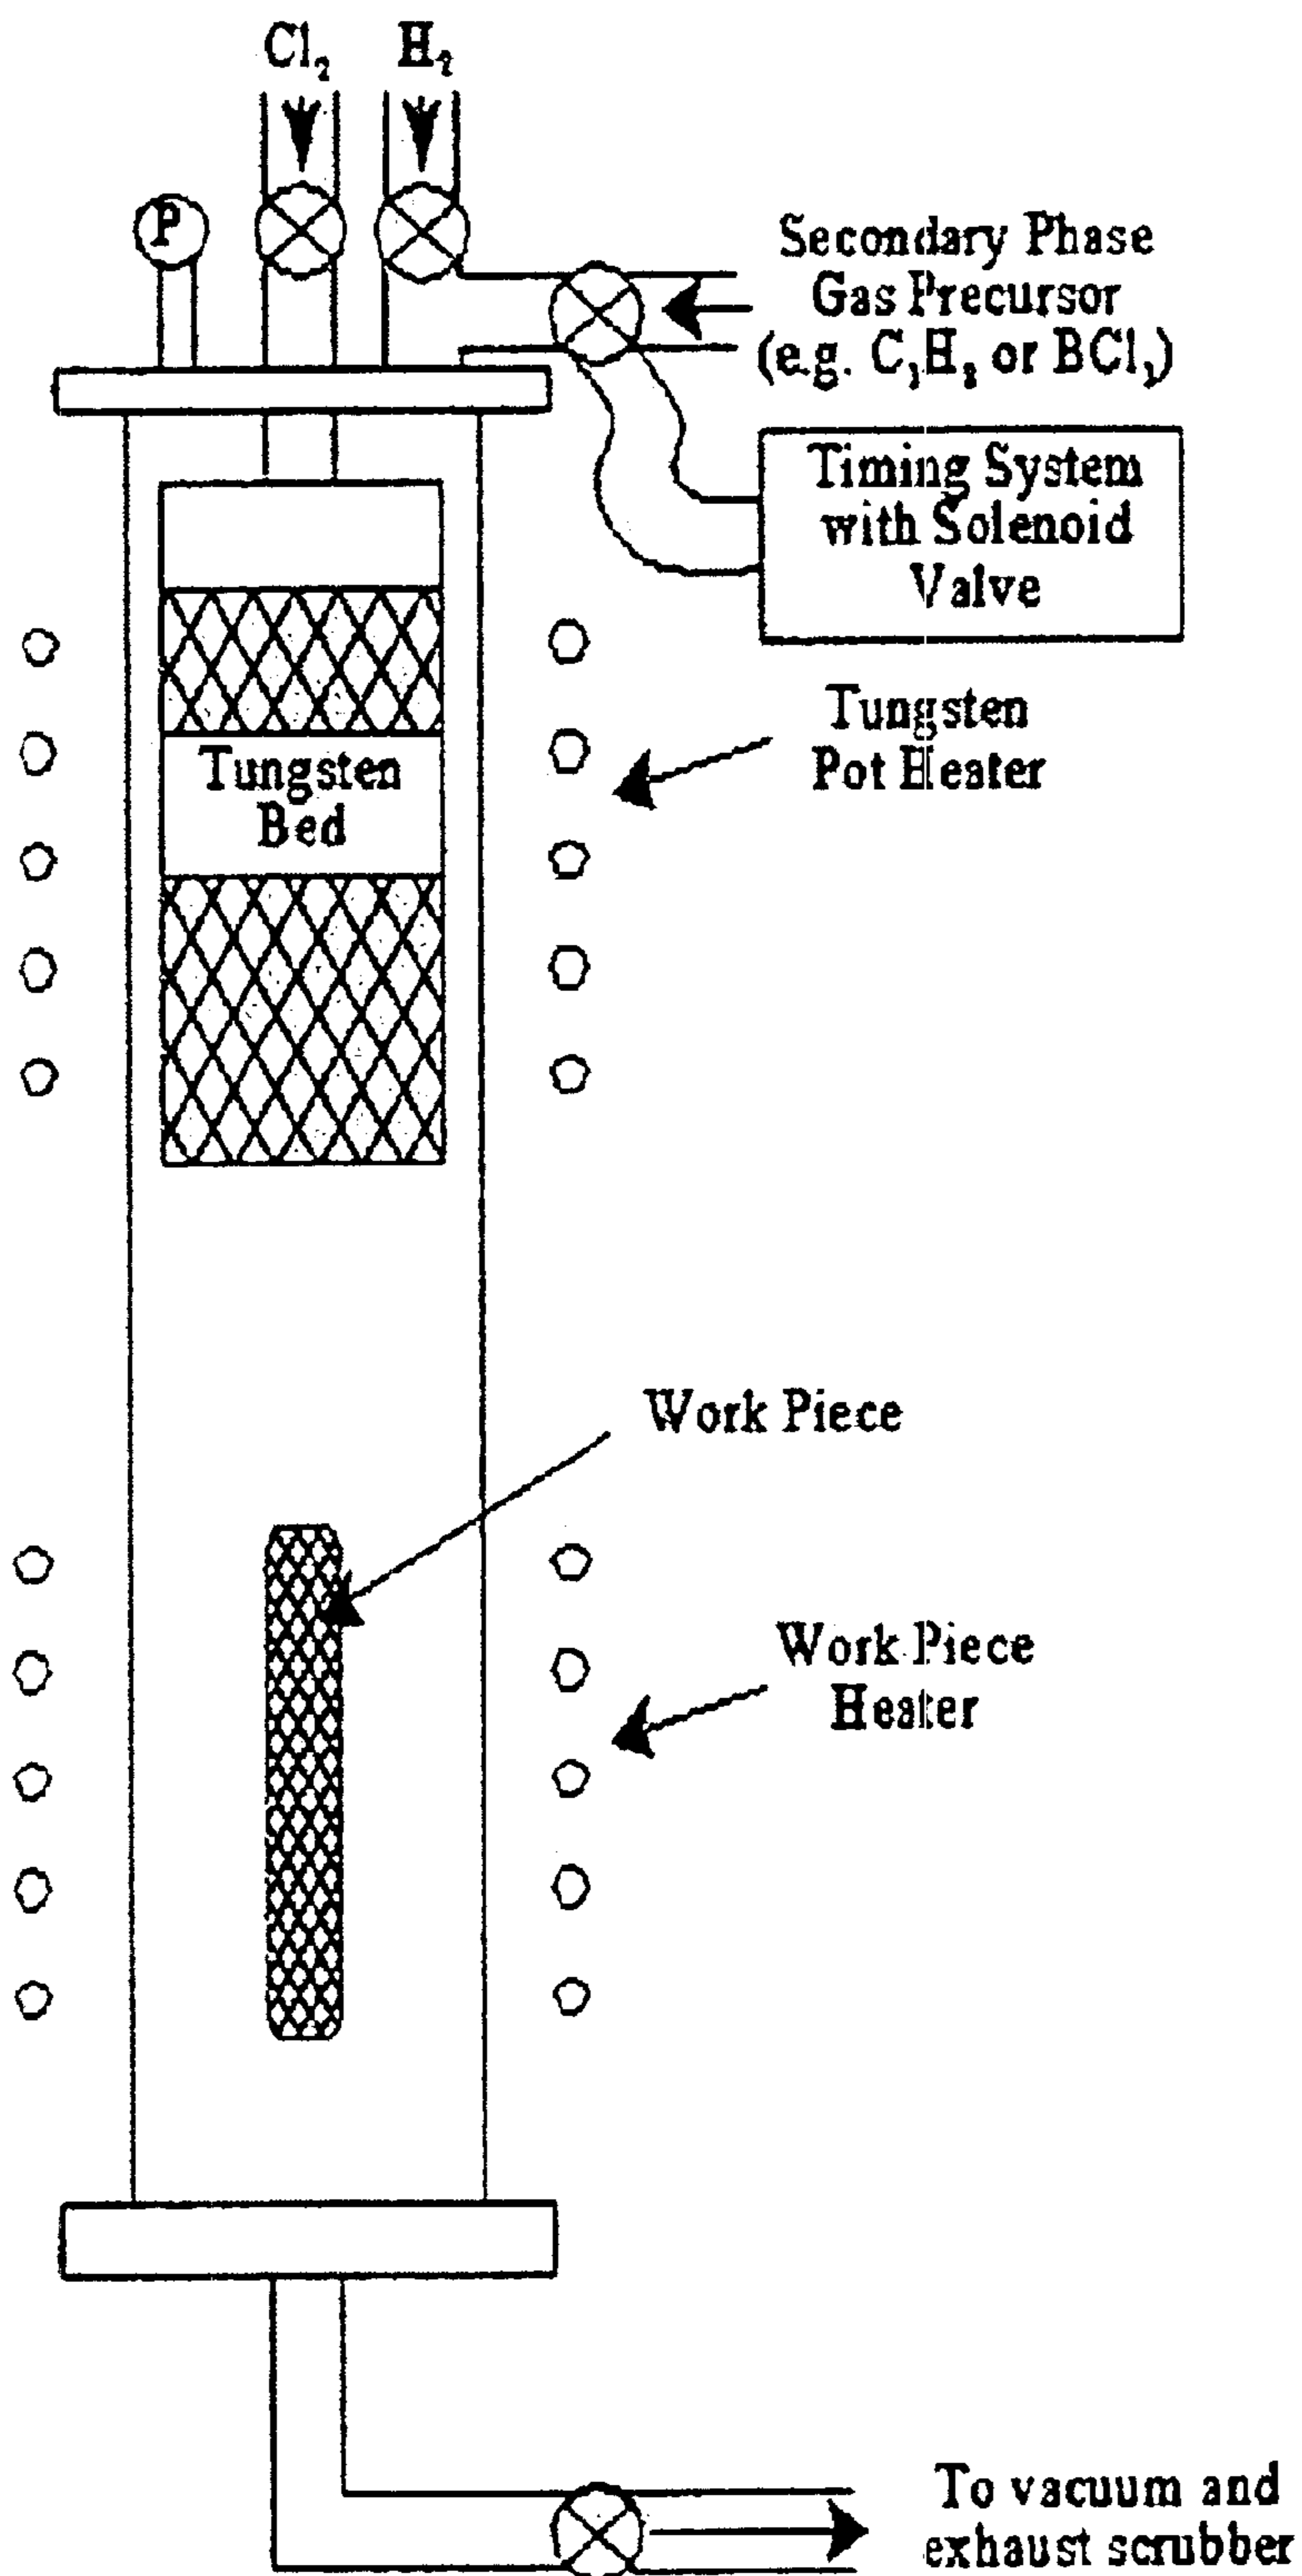 Cl₂ H₂
P
Secondary Phase
Gas Precursor
(e.g. C₃H₈ or BCl₃)
Timing System
with Solenoid
Valve
Tungsten
Pot Heater
Tungsten
Bed
Work Piece
Work Piece
Heater
To vacuum and
exhaust scrubber